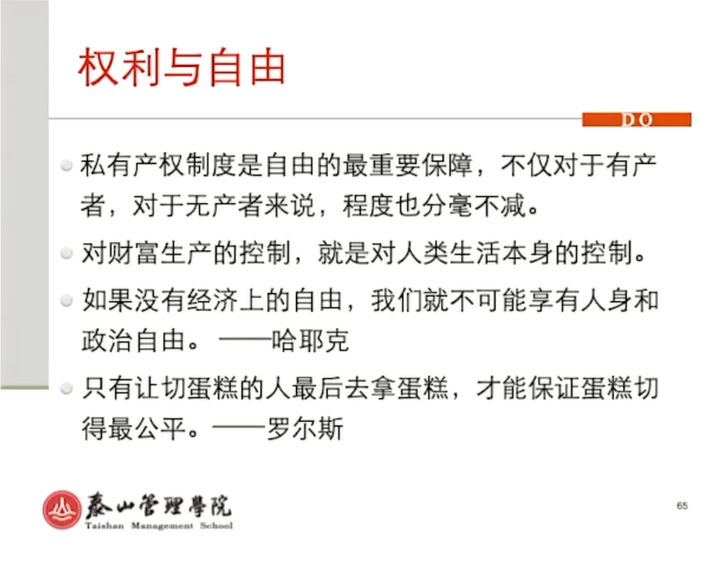 权利与自由
DO
私有产权制度是自由的最重要保障，不仅对于有产
者，对于无产者来说，程度也分毫不减。
对财富生产的控制，就是对人类生活本身的控制。
如果没有经济上的自由，我们就不可能享有人身和
政治自由。——哈耶克
只有让切蛋糕的人最后去拿蛋糕，才能保证蛋糕切
得最公平。——罗尔斯
泰山管理學院
Taishan Management School
65